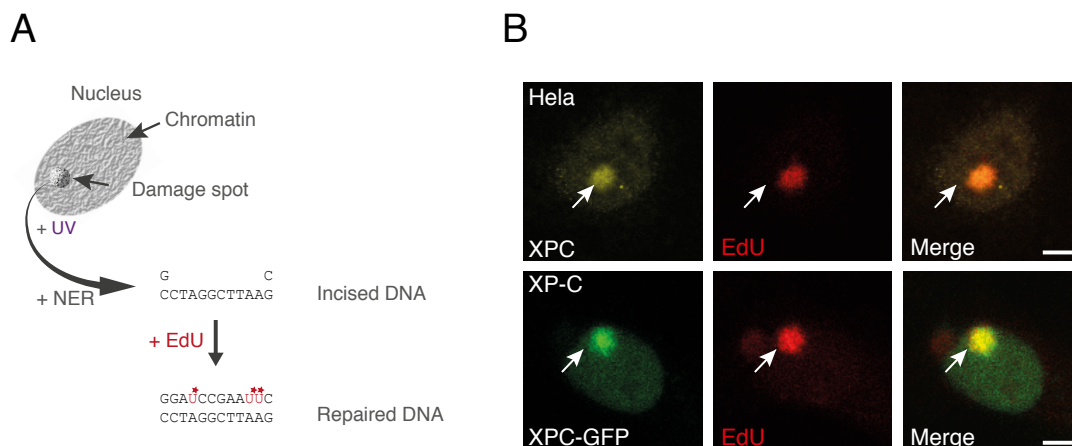 A
Nucleus
Chromatin
Damage spot
+ UV
+ NER
G C
CCTAGGCTTAAG
Incised DNA
+ EdU
GGAUCCGAAUUC
CCTAGGCTTAAG
Repaired DNA
B
Hela
XPC
EdU
Merge
XP-C
XPC-GFP
EdU
Merge